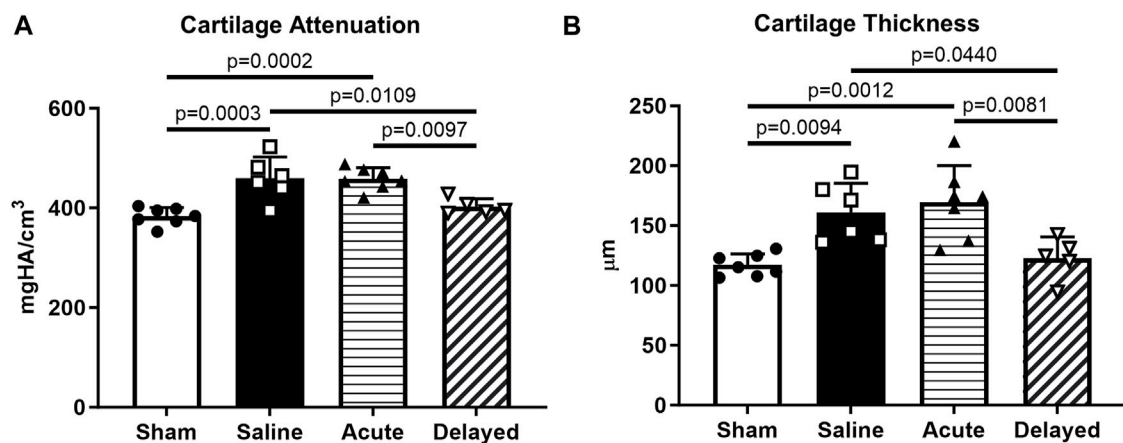 A
Cartilage Attenuation
p=0.0002
p=0.0109
p=0.0003
p=0.0097
mgHA/cm³
600
400
200
0
Sham Saline Acute Delayed
B
Cartilage Thickness
p=0.0440
p=0.0012
p=0.0081
p=0.0094
μm
250
200
150
100
50
0
Sham Saline Acute Delayed